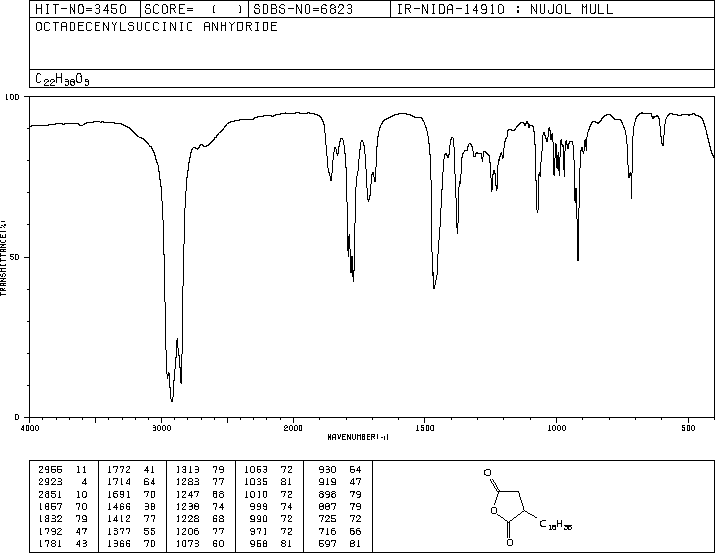 HIT-NO=3450 SCORE= ( ) SDBS-NO=6823 IR-NIDA-14910 : NUJOL MULL
OCTADECENYLSUCCINIC ANHYDRIDE
C22H38O3
100
50
0
TRANSMITTANCE(%)
4000 3000 2000 1500 1000 500
WAVENUMBER(-1)
2955 11 1772 41 1313 79 1063 72 930 64
2923 4 1714 64 1283 77 1035 81 919 47
2851 10 1691 70 1247 68 1010 72 898 79
1857 70 1466 38 1238 74 999 74 887 79
1832 79 1412 77 1228 68 990 72 725 72
1792 47 1377 55 1206 77 971 72 716 66
1781 43 1366 70 1073 60 958 81 597 81
O
O
O
C18H35